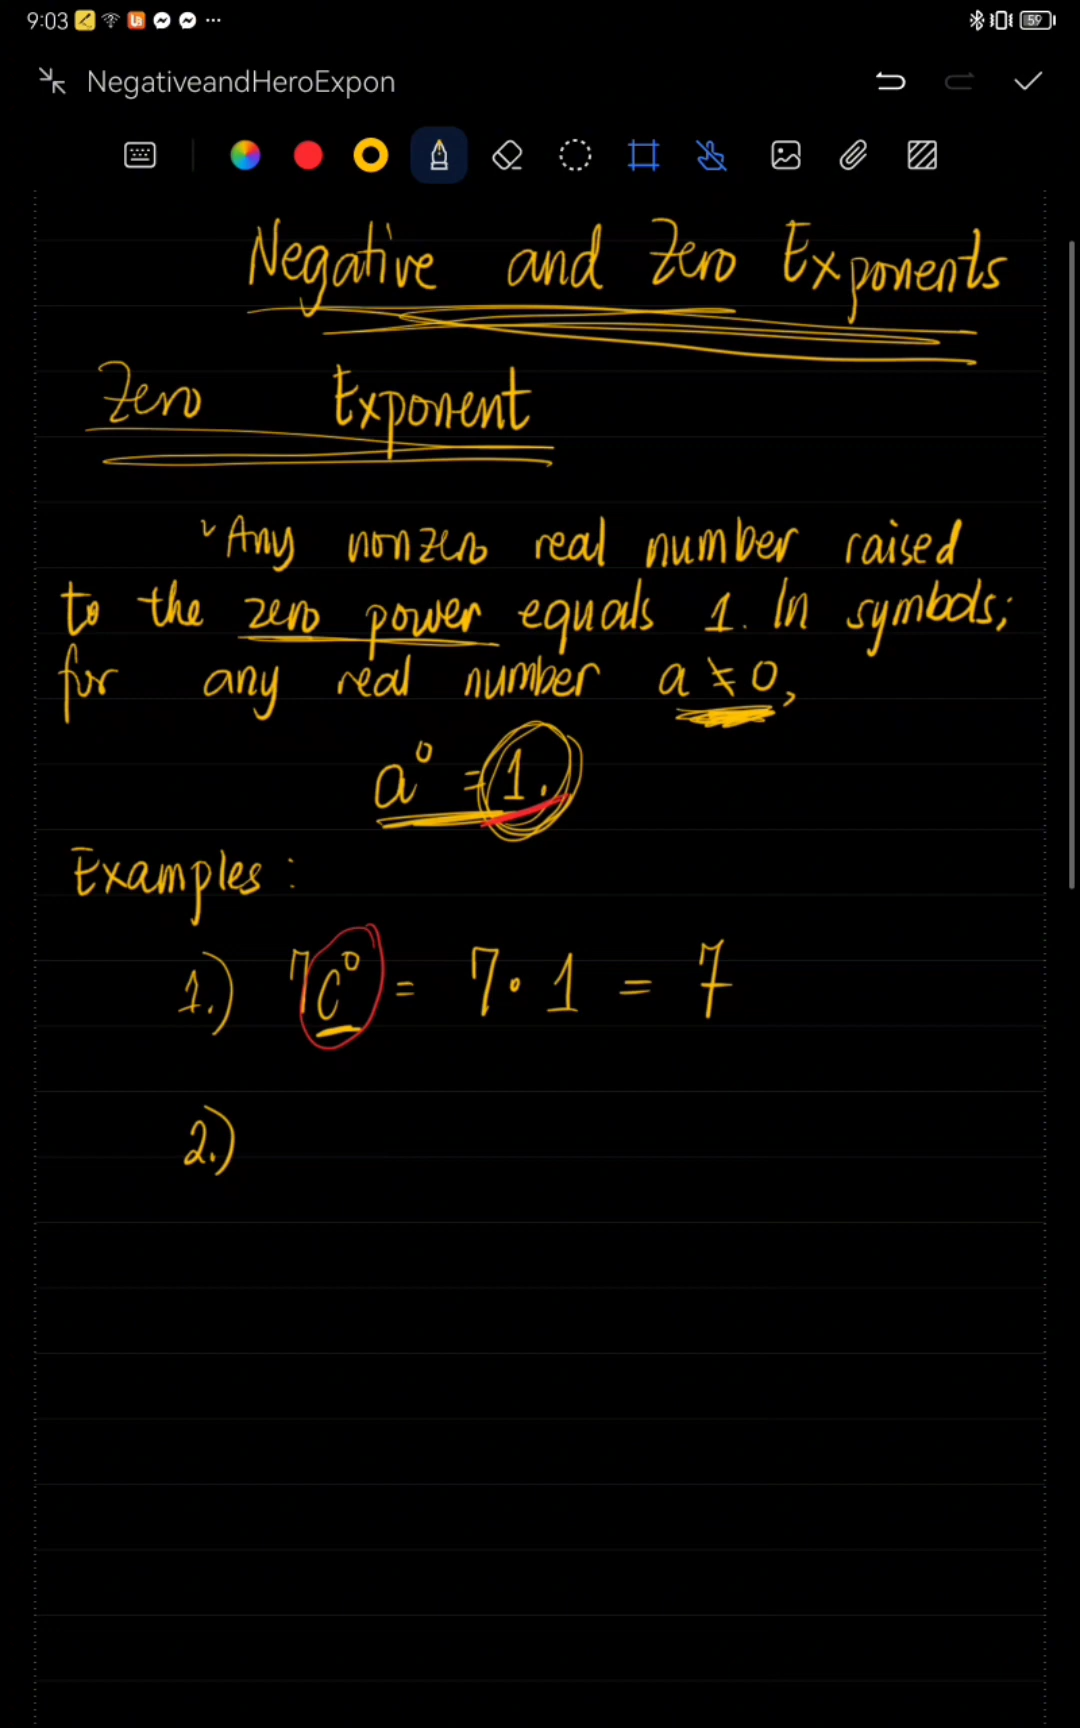 9:03 59
NegativeandHeroExpon
Negative and Zero Exponents
Zero Exponent
Any nonzero real number raised
to the zero power equals 1. In symbols;
for any real number a ≠ 0,
a⁰ = 1.
Examples:
1.) 7c⁰ = 7·1 = 7
2.)